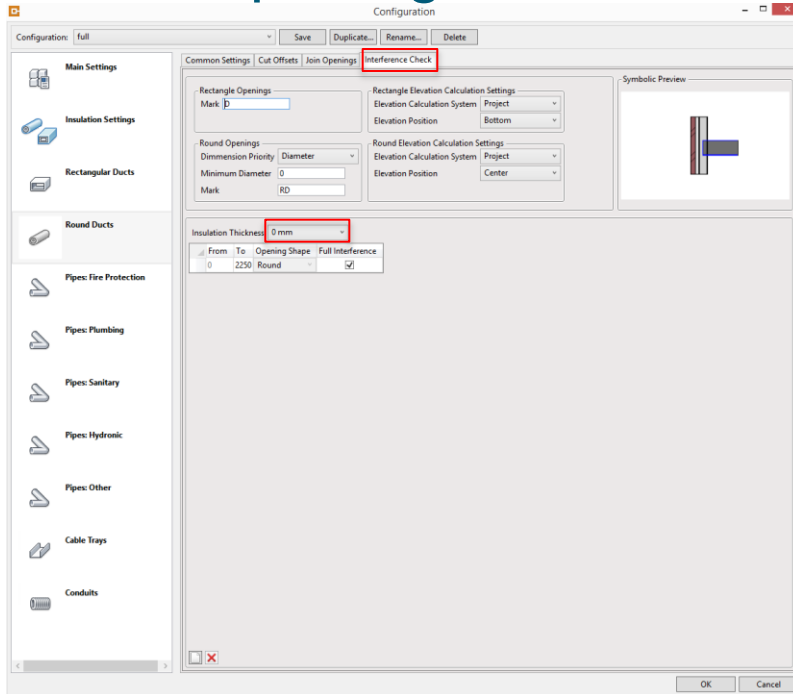 Configuration
Configuration: full Save Duplicate... Rename... Delete
Main Settings
Insulation Settings
Rectangular Ducts
Round Ducts
Pipes: Fire Protection
Pipes: Plumbing
Pipes: Sanitary
Pipes: Hydronic
Pipes: Other
Cable Trays
Conduits
Common Settings Cut Offsets Join Openings Interference Check
Rectangle Openings
Mark D
Rectangle Elevation Calculation Settings
Elevation Calculation System Project
Elevation Position Bottom
Round Openings
Dimmension Priority Diameter
Minimum Diameter 0
Mark RD
Round Elevation Calculation Settings
Elevation Calculation System Project
Elevation Position Center
Symbolic Preview
Insulation Thickness 0 mm
From To Opening Shape Full Interference
0 2250 Round
OK Cancel